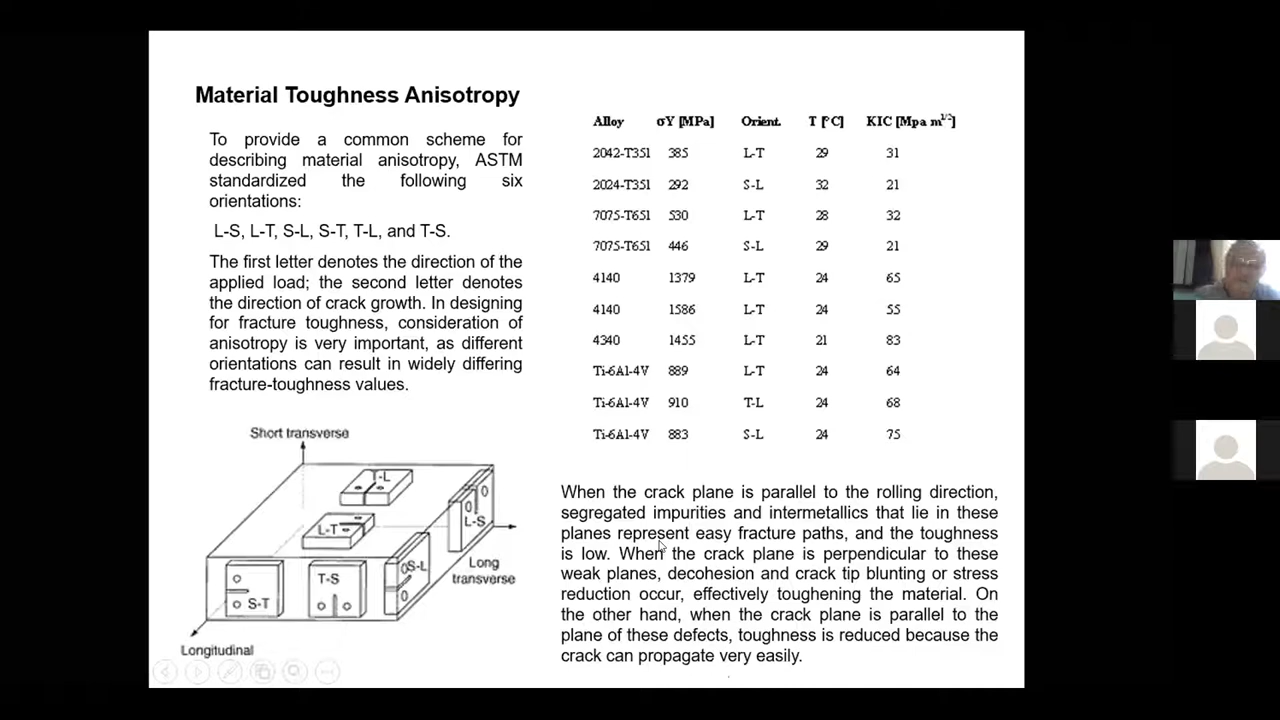 Material Toughness Anisotropy
To provide a common scheme for
describing material anisotropy, ASTM
standardized the following six
orientations:
L-S, L-T, S-L, S-T, T-L, and T-S.
The first letter denotes the direction of the
applied load; the second letter denotes
the direction of crack growth. In designing
for fracture toughness, consideration of
anisotropy is very important, as different
orientations can result in widely differing
fracture-toughness values.
Short transverse
T-L
L-T
L-S
S-L
T-S
S-T
Long
transverse
Longitudinal
Alloy σY [MPa] Orient. T [°C] KIC [Mpa m1/2]
2042-T351 385 L-T 29 31
2024-T351 292 S-L 32 21
7075-T651 530 L-T 28 32
7075-T651 446 S-L 29 21
4140 1379 L-T 24 65
4140 1586 L-T 24 55
4340 1455 L-T 21 83
Ti-6Al-4V 889 L-T 24 64
Ti-6Al-4V 910 T-L 24 68
Ti-6Al-4V 883 S-L 24 75
When the crack plane is parallel to the rolling direction,
segregated impurities and intermetallics that lie in these
planes represent easy fracture paths, and the toughness
is low. When the crack plane is perpendicular to these
weak planes, decohesion and crack tip blunting or stress
reduction occur, effectively toughening the material. On
the other hand, when the crack plane is parallel to the
plane of these defects, toughness is reduced because the
crack can propagate very easily.